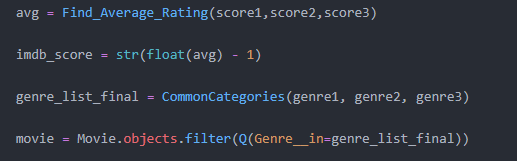 avg = Find_Average_Rating(score1,score2,score3)
imdb_score = str(float(avg) - 1)
genre_list_final = CommonCategories(genre1, genre2, genre3)
movie = Movie.objects.filter(Q(Genre__in=genre_list_final))